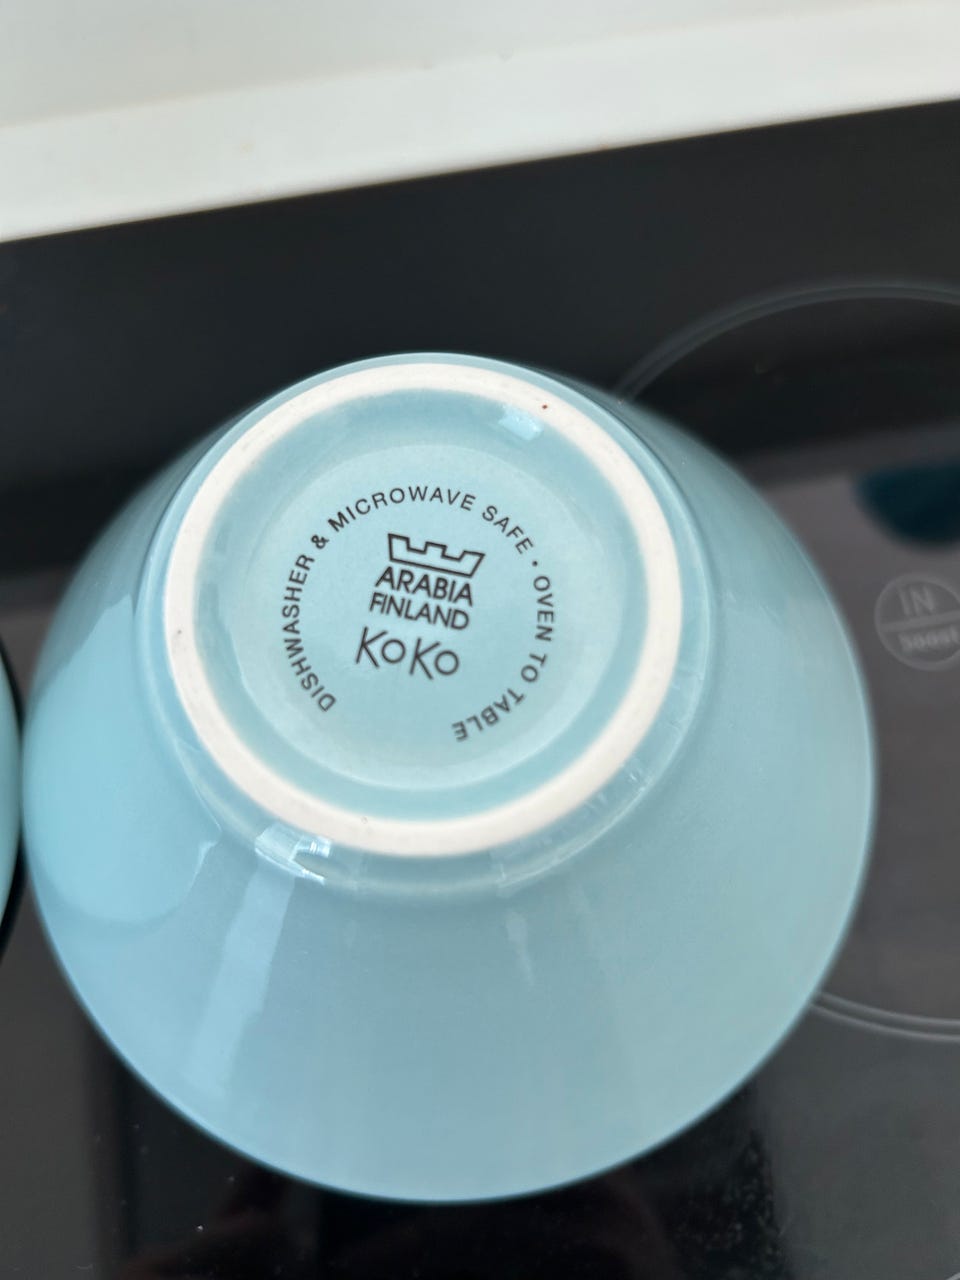 DISHWASHER & MICROWAVE SAFE • OVEN TO TABLE
ARABIA
FINLAND
KoKo
IN
boost